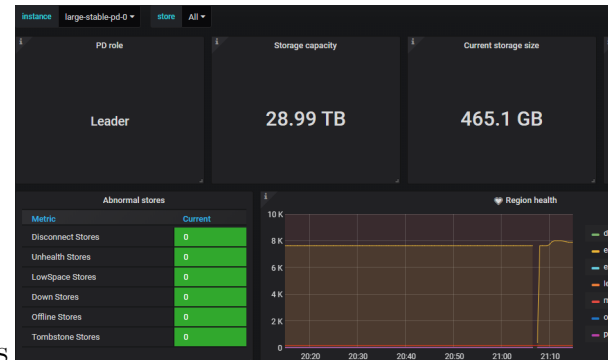 instance large-stable-pd-0 store All
PD role
Storage capacity
Current storage size
Leader
28.99 TB
465.1 GB
Abnormal stores
Metric Current
Disconnect Stores 0
Unhealth Stores 0
LowSpace Stores 0
Down Stores 0
Offline Stores 0
Tombstone Stores 0
Region health
10 K
8 K
6 K
4 K
2 K
0
20:20 20:30 20:40 20:50 21:00 21:10
d
e
e
le
m
o
p
S